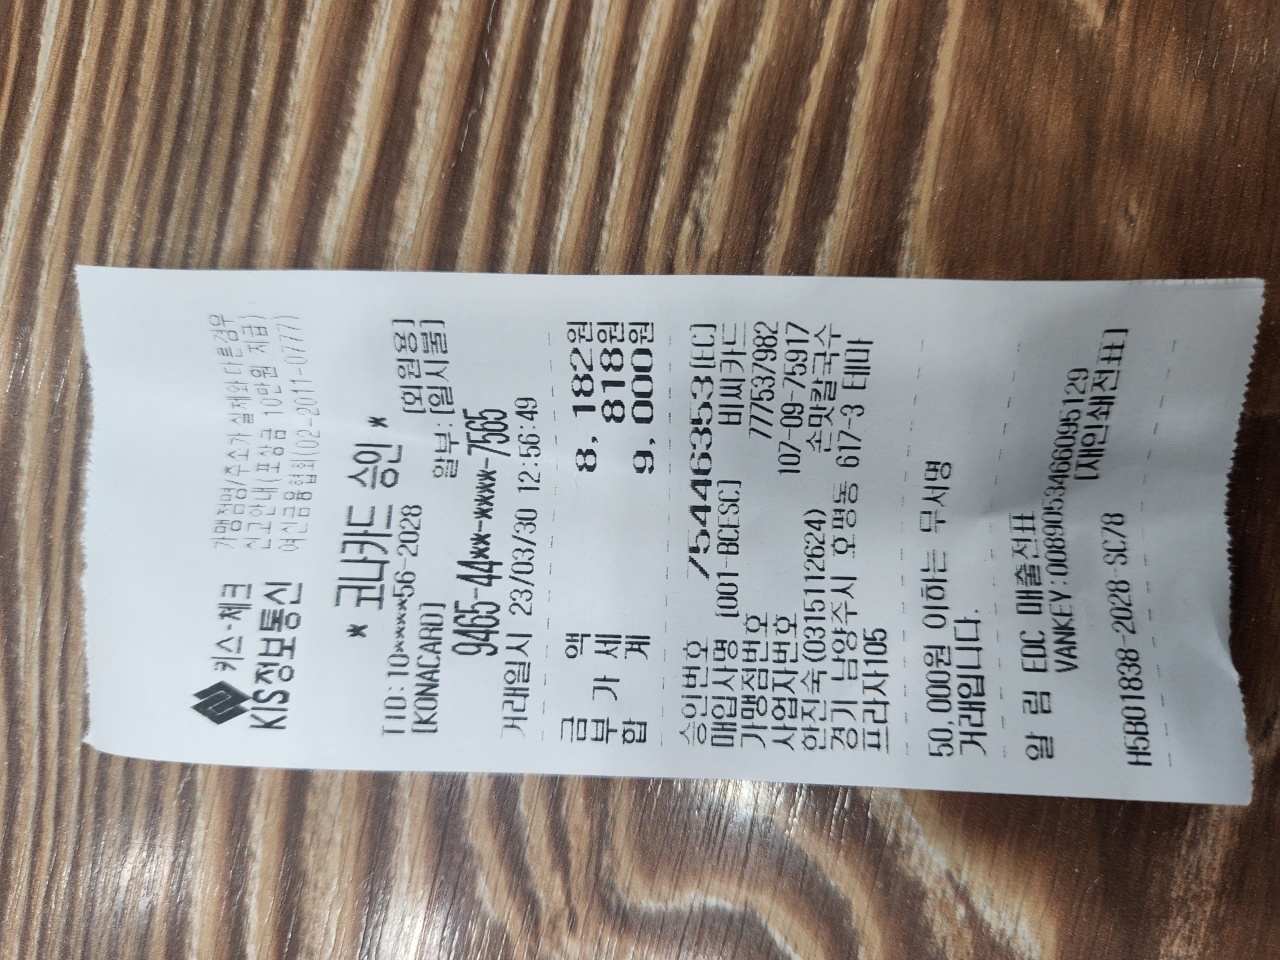 키스·체크
KIS정보통신
가맹점명/주소가 실제와 다른경우
신고안내(포상금 10만원 지급)
여신금융협회(02-2011-0777)
* 코나카드 승인 *
TID:10****56-2028 [회원용]
[KONACARD] 할부:[일시불]
9465-44**-****-7565
거래일시 23/03/30 12:56:49
금 액 8,182원
부 가 세 818원
합 계 9,000원
승인번호 75446353(EC)
매입사명 [001-BCESC] 비씨카드
가맹점번호 777537982
사업자번호 107-09-75917
한진숙(0315112624) 손맛칼국수
경기 남양주시 호평동 617-3 테마
프라자105
50,000원 이하는 무서명
거래입니다.
알 림 EDC 매출전표
VANKEY:0089053466095129
[재인쇄전표]
H5B01838-2028-SC78